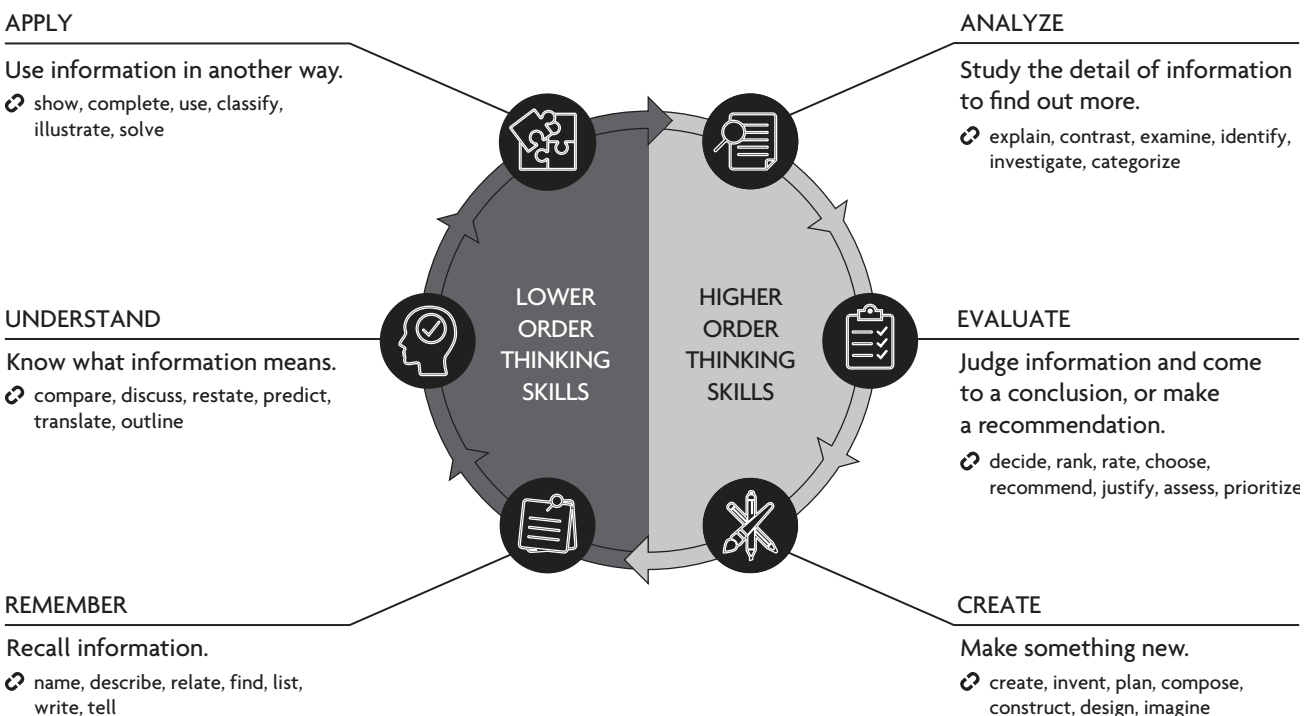 APPLY
Use information in another way.
show, complete, use, classify,
illustrate, solve
UNDERSTAND
Know what information means.
compare, discuss, restate, predict,
translate, outline
REMEMBER
Recall information.
name, describe, relate, find, list,
write, tell
LOWER
ORDER
THINKING
SKILLS
HIGHER
ORDER
THINKING
SKILLS
ANALYZE
Study the detail of information
to find out more.
explain, contrast, examine, identify,
investigate, categorize
EVALUATE
Judge information and come
to a conclusion, or make
a recommendation.
decide, rank, rate, choose,
recommend, justify, assess, prioritize
CREATE
Make something new.
create, invent, plan, compose,
construct, design, imagine